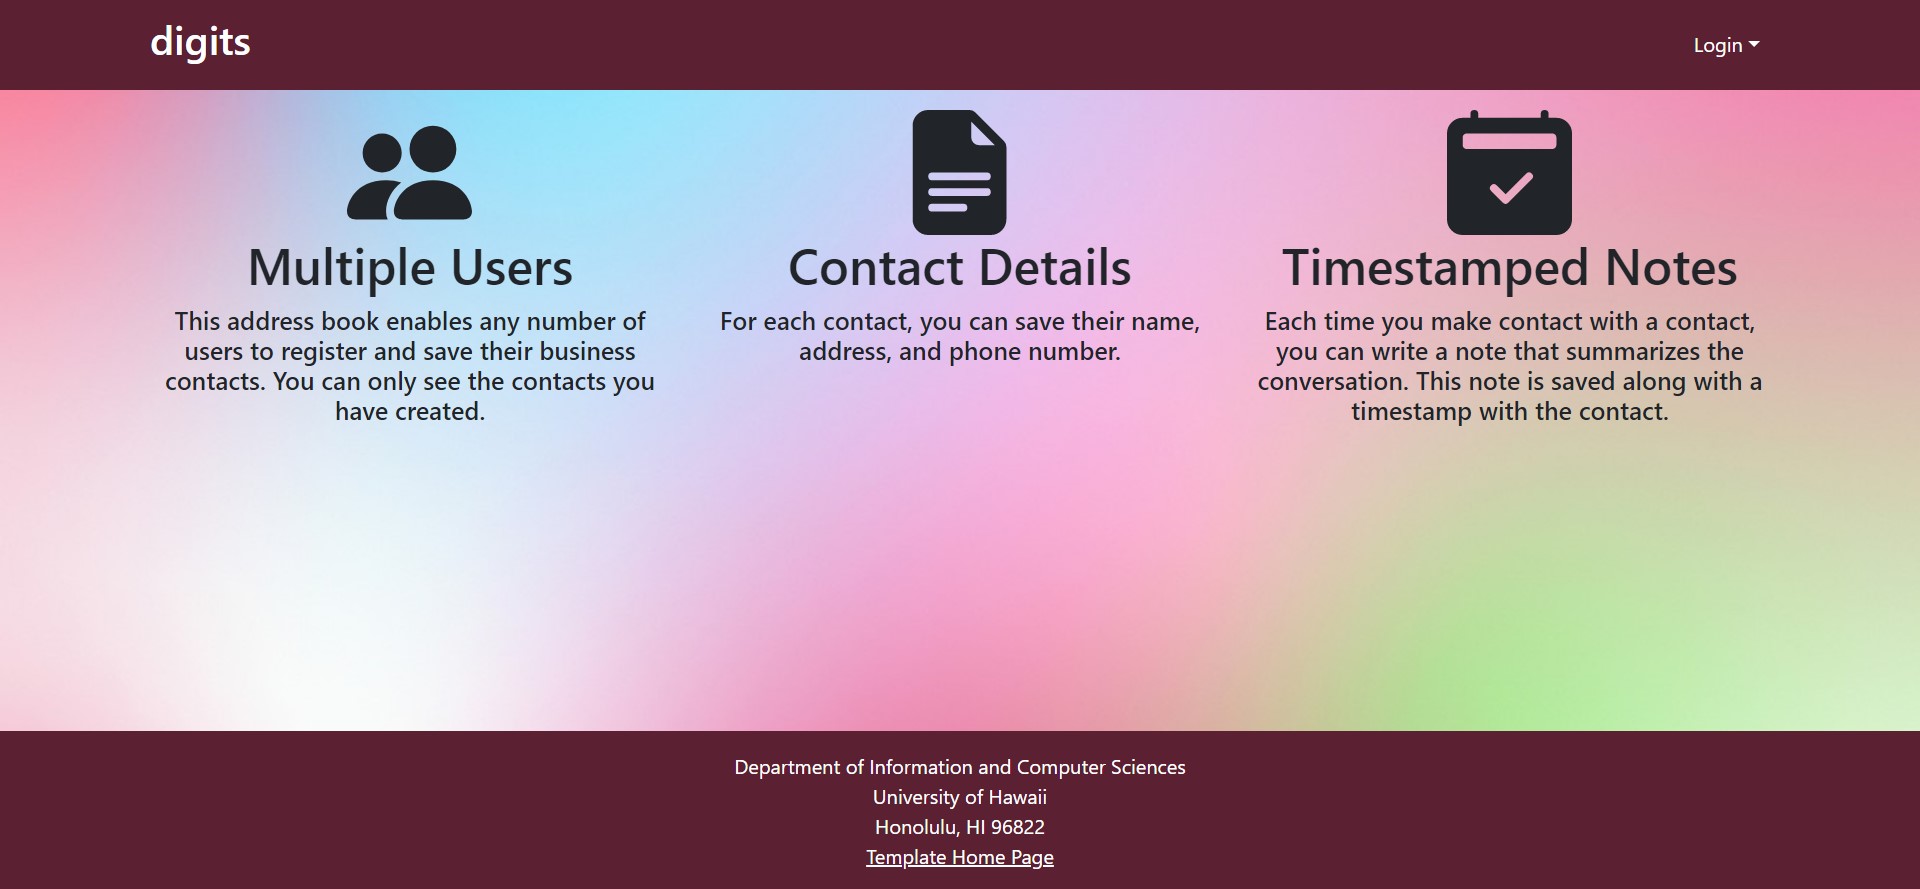 digits
Login
Multiple Users
This address book enables any number of
users to register and save their business
contacts. You can only see the contacts you
have created.
Contact Details
For each contact, you can save their name,
address, and phone number.
Timestamped Notes
Each time you make contact with a contact,
you can write a note that summarizes the
conversation. This note is saved along with a
timestamp with the contact.
Department of Information and Computer Sciences
University of Hawaii
Honolulu, HI 96822
Template Home Page